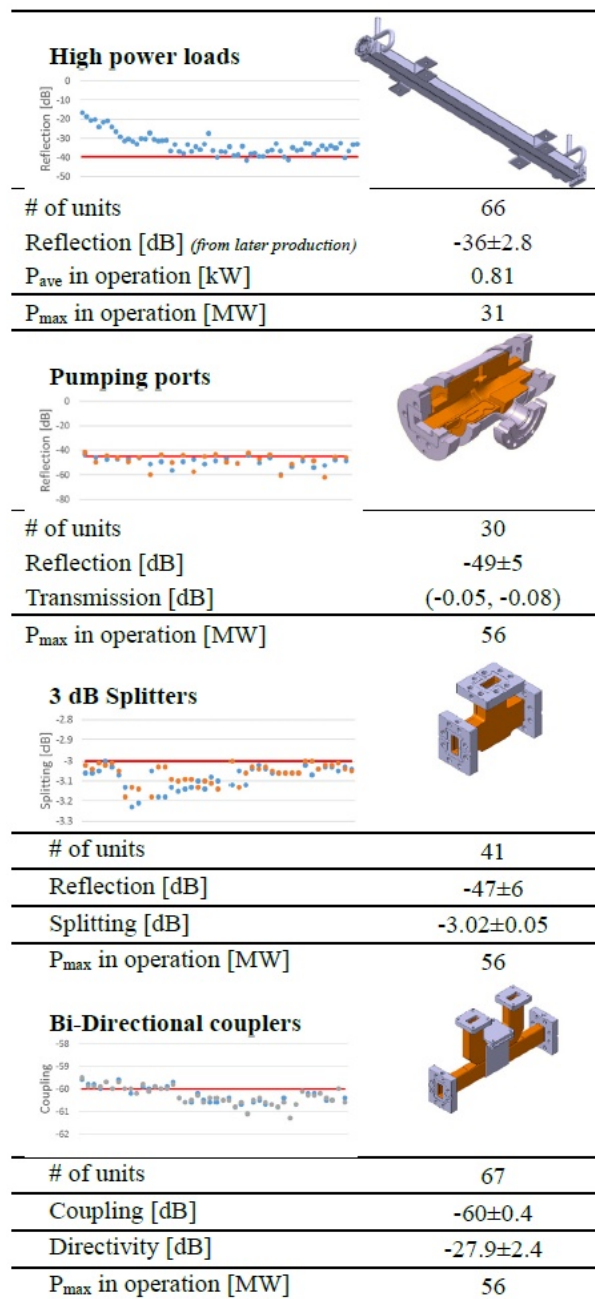 High power loads
0
-10
-20
-30
-40
-50
Reflection [dB]
# of units 66
Reflection [dB] (from later production) -36±2.8
Pave in operation [kW] 0.81
Pmax in operation [MW] 31
Pumping ports
0
-20
-40
-60
-80
Reflection [dB]
# of units 30
Reflection [dB] -49±5
Transmission [dB] (-0.05, -0.08)
Pmax in operation [MW] 56
3 dB Splitters
-2.8
-2.9
-3
-3.1
-3.2
-3.3
Splitting [dB]
# of units 41
Reflection [dB] -47±6
Splitting [dB] -3.02±0.05
Pmax in operation [MW] 56
Bi-Directional couplers
-58
-59
-60
-61
-62
Coupling
# of units 67
Coupling [dB] -60±0.4
Directivity [dB] -27.9±2.4
Pmax in operation [MW] 56